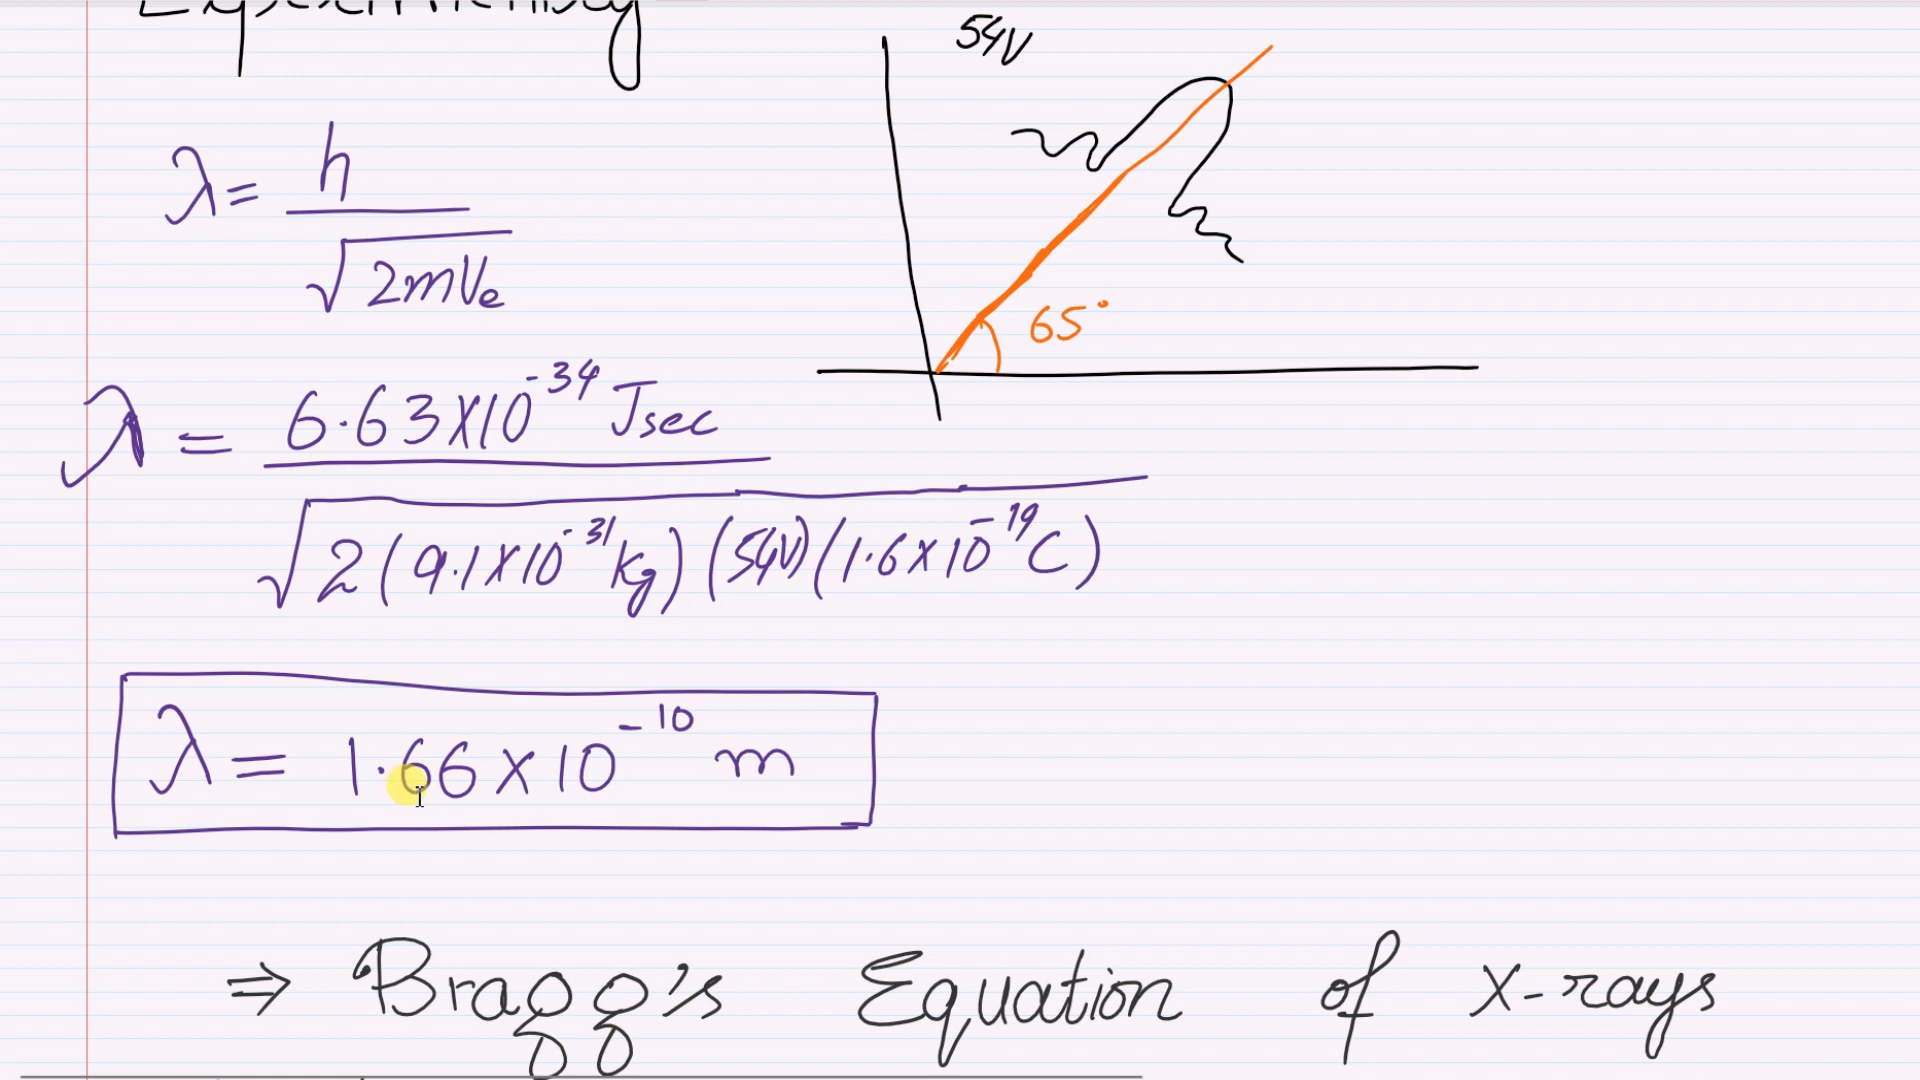 Experimentally
54V
λ = h
√2mVe
65°
λ = 6.63×10⁻³⁴ Jsec
√2(9.1×10⁻³¹kg)(54V)(1.6×10⁻¹⁹C)
λ = 1.66×10⁻¹⁰ m
⇒ Bragg's Equation of X-rays